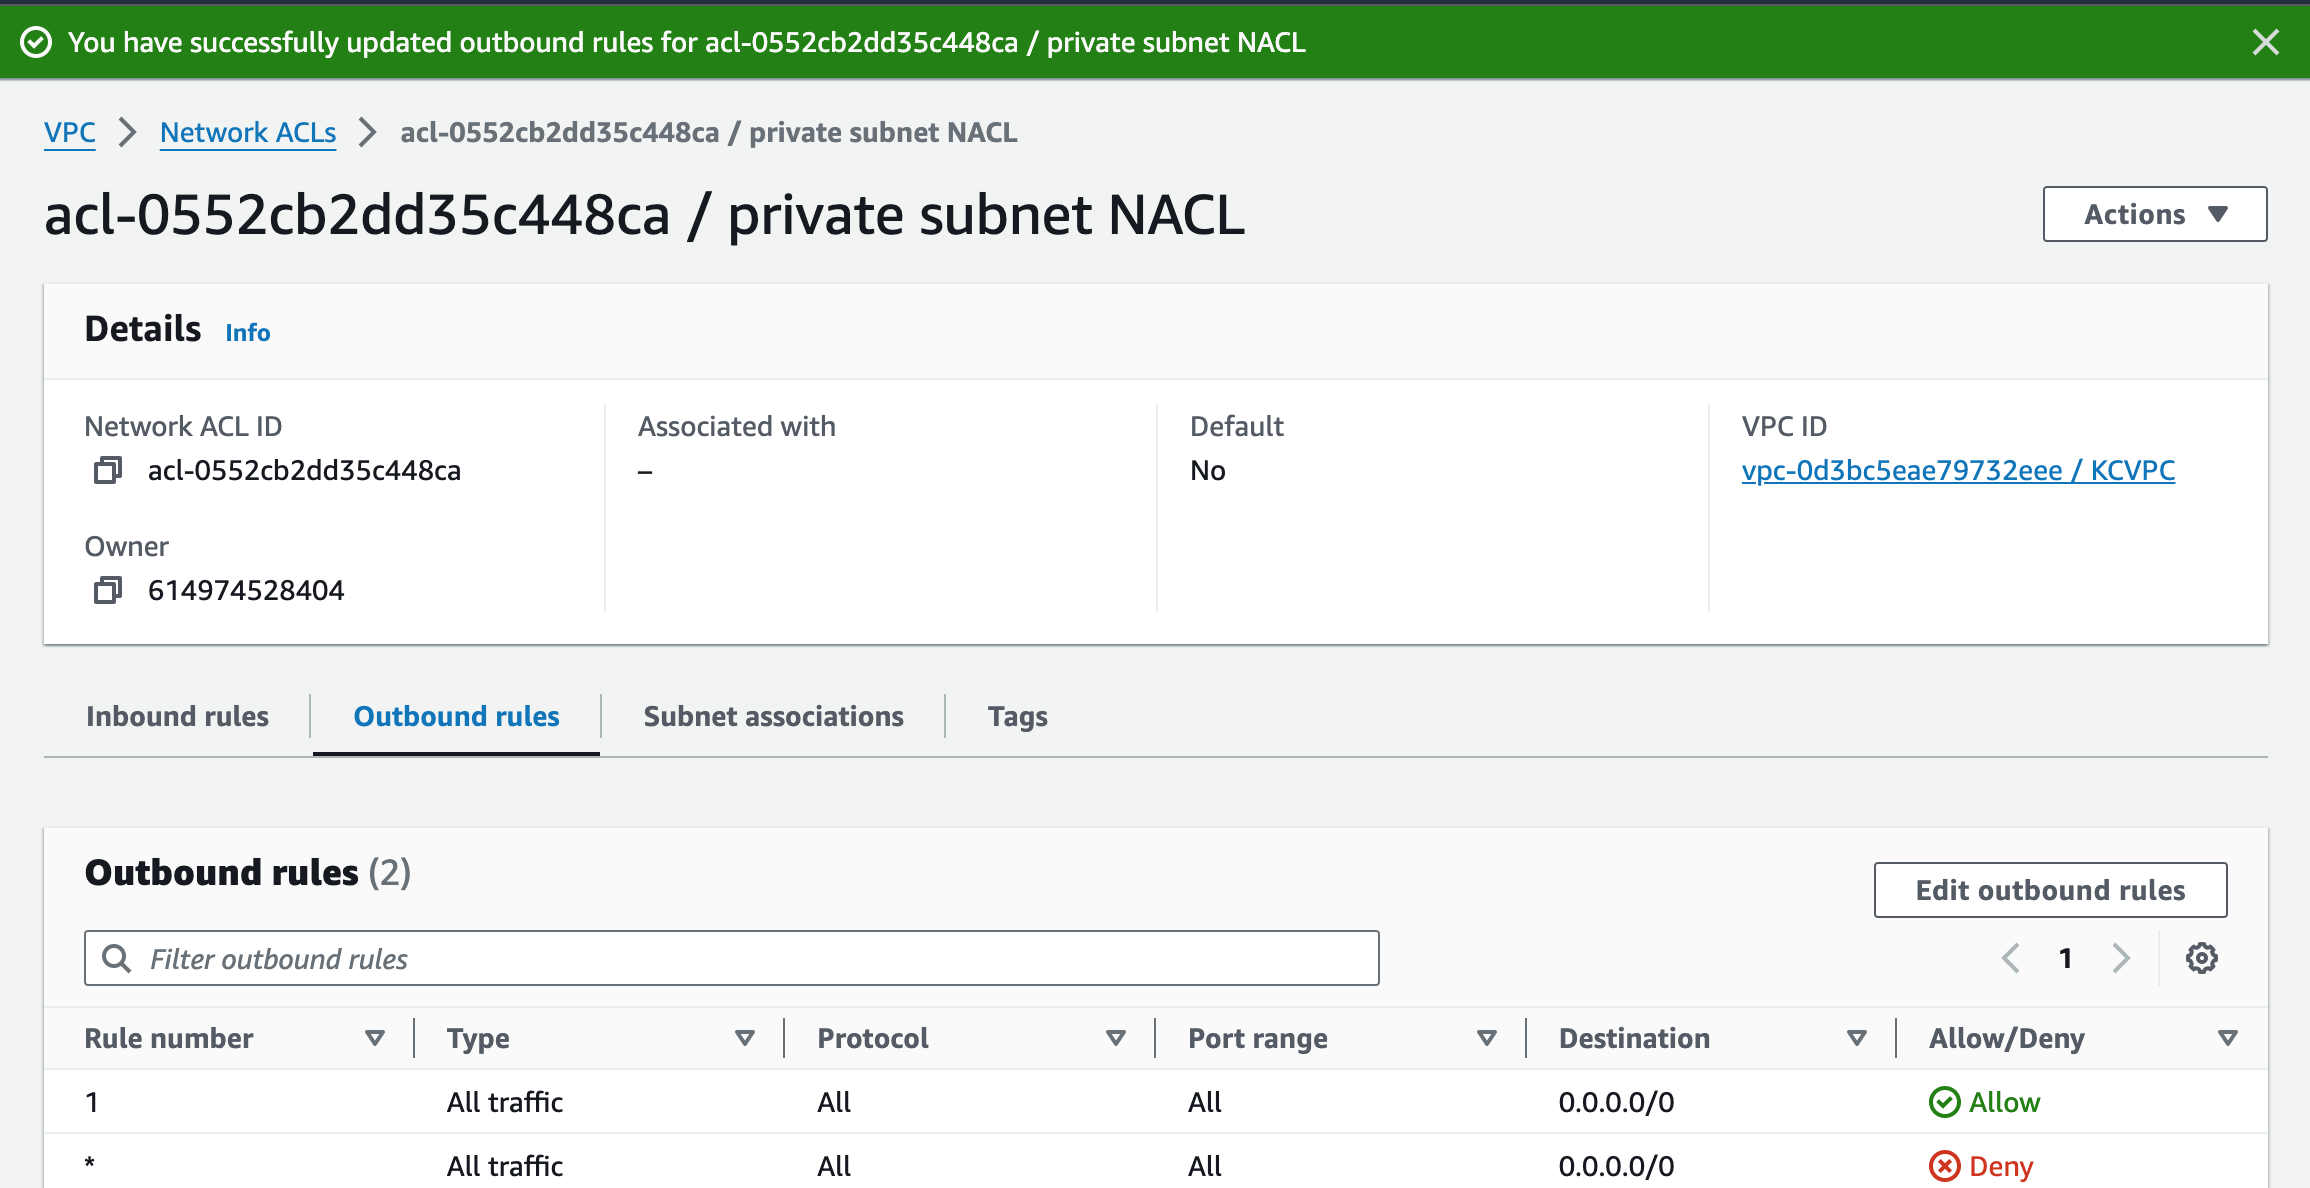 You have successfully updated outbound rules for acl-0552cb2dd35c448ca / private subnet NACL
VPC > Network ACLs > acl-0552cb2dd35c448ca / private subnet NACL
acl-0552cb2dd35c448ca / private subnet NACL
Actions
Details Info
Network ACL ID Associated with Default VPC ID
acl-0552cb2dd35c448ca – No vpc-0d3bc5eae79732eee / KCVPC
Owner
614974528404
Inbound rules Outbound rules Subnet associations Tags
Outbound rules (2)
Edit outbound rules
Filter outbound rules
1
Rule number Type Protocol Port range Destination Allow/Deny
1 All traffic All All 0.0.0.0/0 Allow
* All traffic All All 0.0.0.0/0 Deny